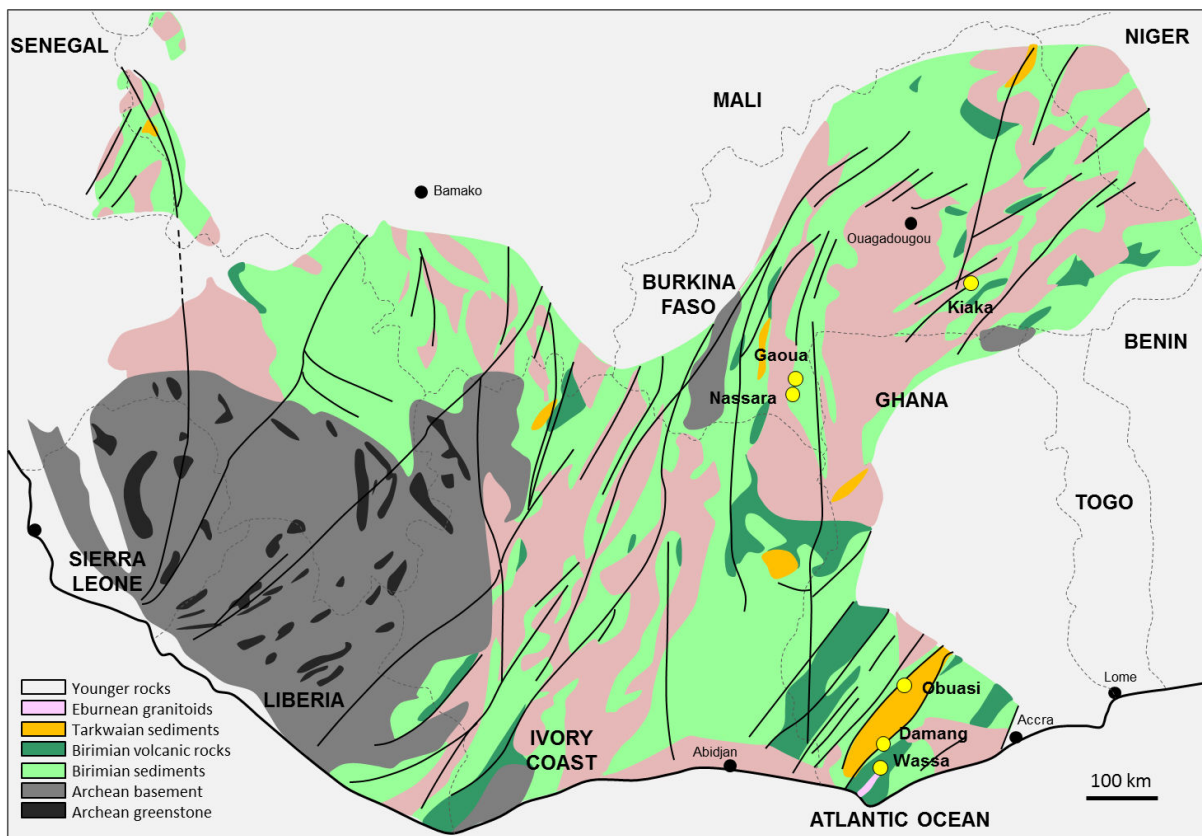 SENEGAL
NIGER
MALI
Bamako
Ouagadougou
BURKINA
FASO
Kiaka
BENIN
Gaoua
Nassara
GHANA
TOGO
SIERRA
LEONE
LIBERIA
Obuasi
Lome
IVORY
COAST
Damang
Accra
Abidjan
Wassa
ATLANTIC OCEAN
100 km
Younger rocks
Eburnean granitoids
Tarkwaian sediments
Birimian volcanic rocks
Birimian sediments
Archean basement
Archean greenstone